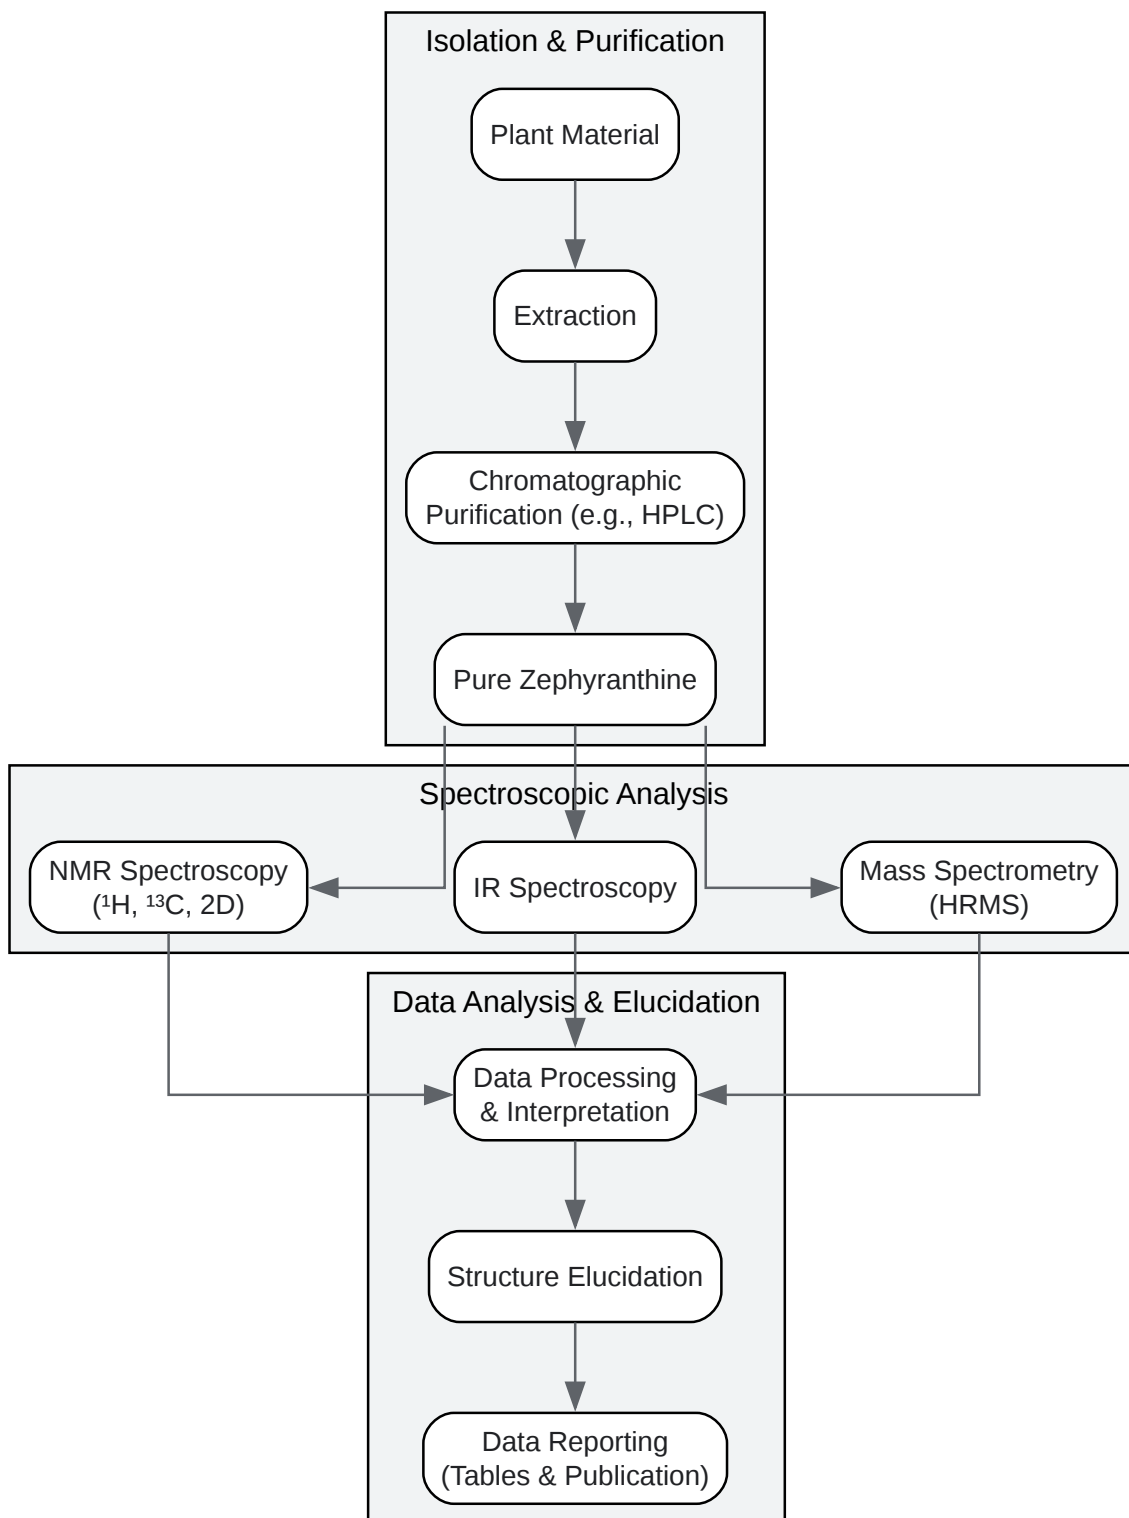 Isolation & Purification
Plant Material
Extraction
Chromatographic
Purification (e.g., HPLC)
Pure Zephyranthine
Spectroscopic Analysis
NMR Spectroscopy
(¹H, ¹³C, 2D)
IR Spectroscopy
Mass Spectrometry
(HRMS)
Data Analysis & Elucidation
Data Processing
& Interpretation
Structure Elucidation
Data Reporting
(Tables & Publication)